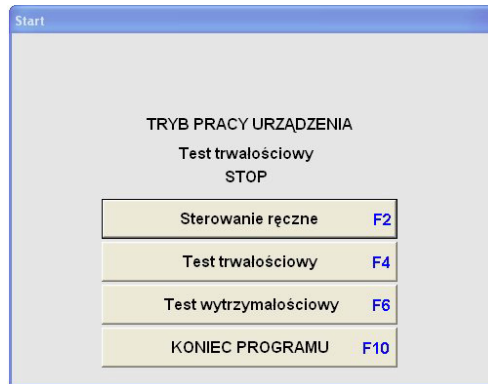 Start
TRYB PRACY URZĄDZENIA
Test trwałościowy
STOP
Sterowanie ręczne F2
Test trwałościowy F4
Test wytrzymałościowy F6
KONIEC PROGRAMU F10